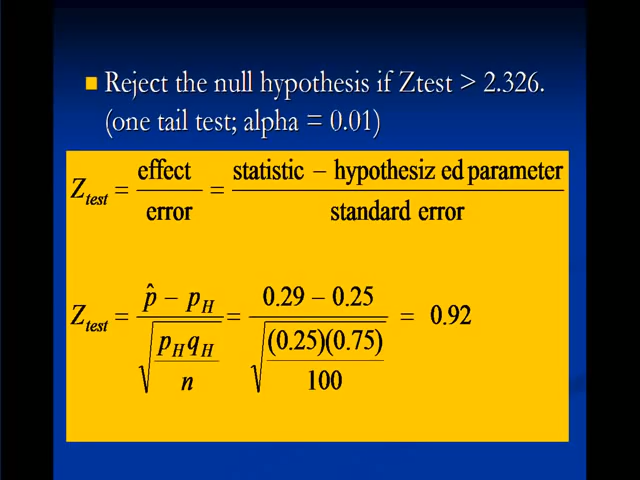 Reject the null hypothesis if Ztest > 2.326.
(one tail test; alpha = 0.01)
Z_test = effect / error = statistic − hypothesiz ed parameter / standard error
Z_test = (p̂ − p_H) / √(p_H q_H / n) = (0.29 − 0.25) / √((0.25)(0.75) / 100) = 0.92